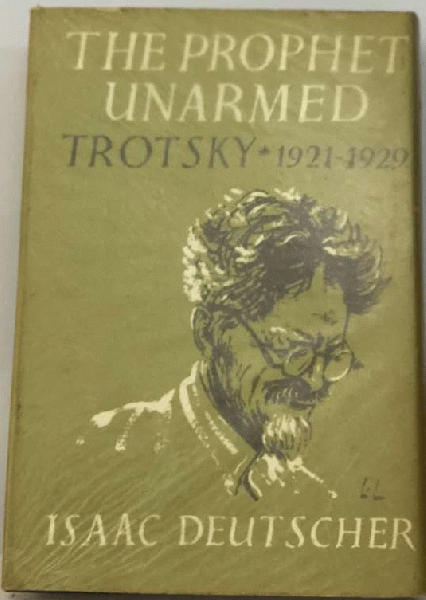 THE PROPHET
UNARMED
TROTSKY * 1921-1929
L.L
ISAAC DEUTSCHER